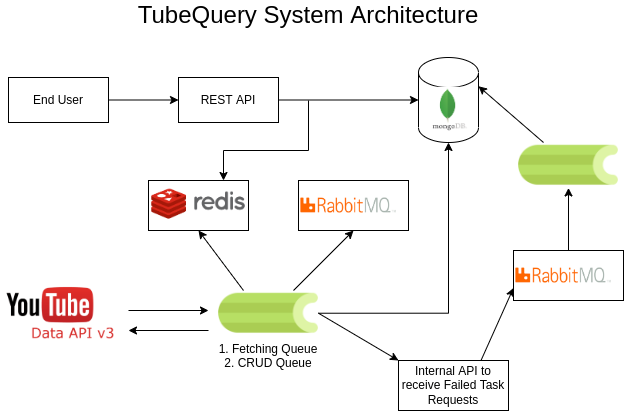 TubeQuery System Architecture
End User
REST API
mongoDB
redis
RabbitMQ
RabbitMQ
YouTube
Data API v3
1. Fetching Queue
2. CRUD Queue
Internal API to
receive Failed Task
Requests